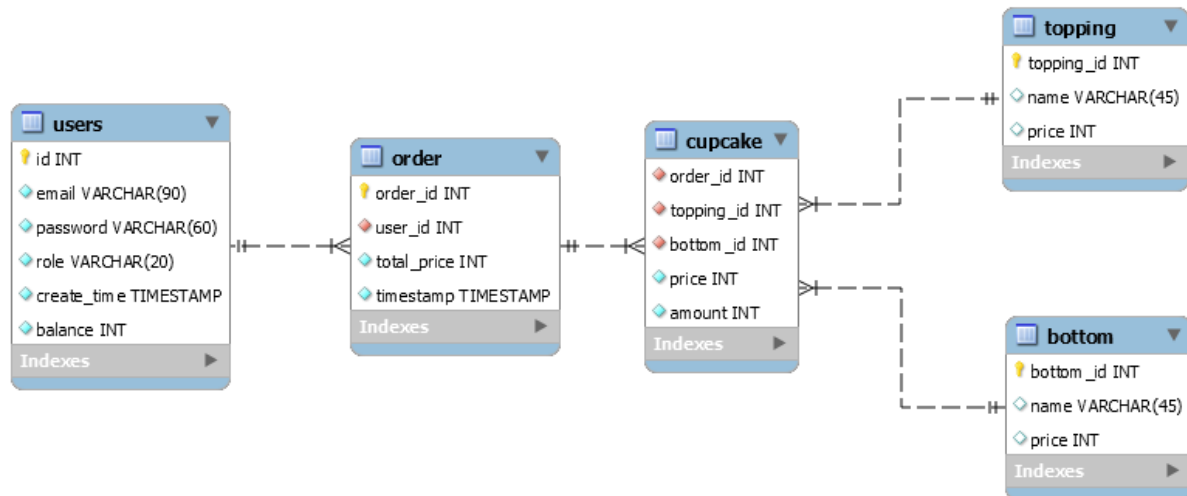 users
id INT
email VARCHAR(90)
password VARCHAR(60)
role VARCHAR(20)
create_time TIMESTAMP
balance INT
Indexes
order
order_id INT
user_id INT
total_price INT
timestamp TIMESTAMP
Indexes
cupcake
order_id INT
topping_id INT
bottom_id INT
price INT
amount INT
Indexes
topping
topping_id INT
name VARCHAR(45)
price INT
Indexes
bottom
bottom_id INT
name VARCHAR(45)
price INT
Indexes